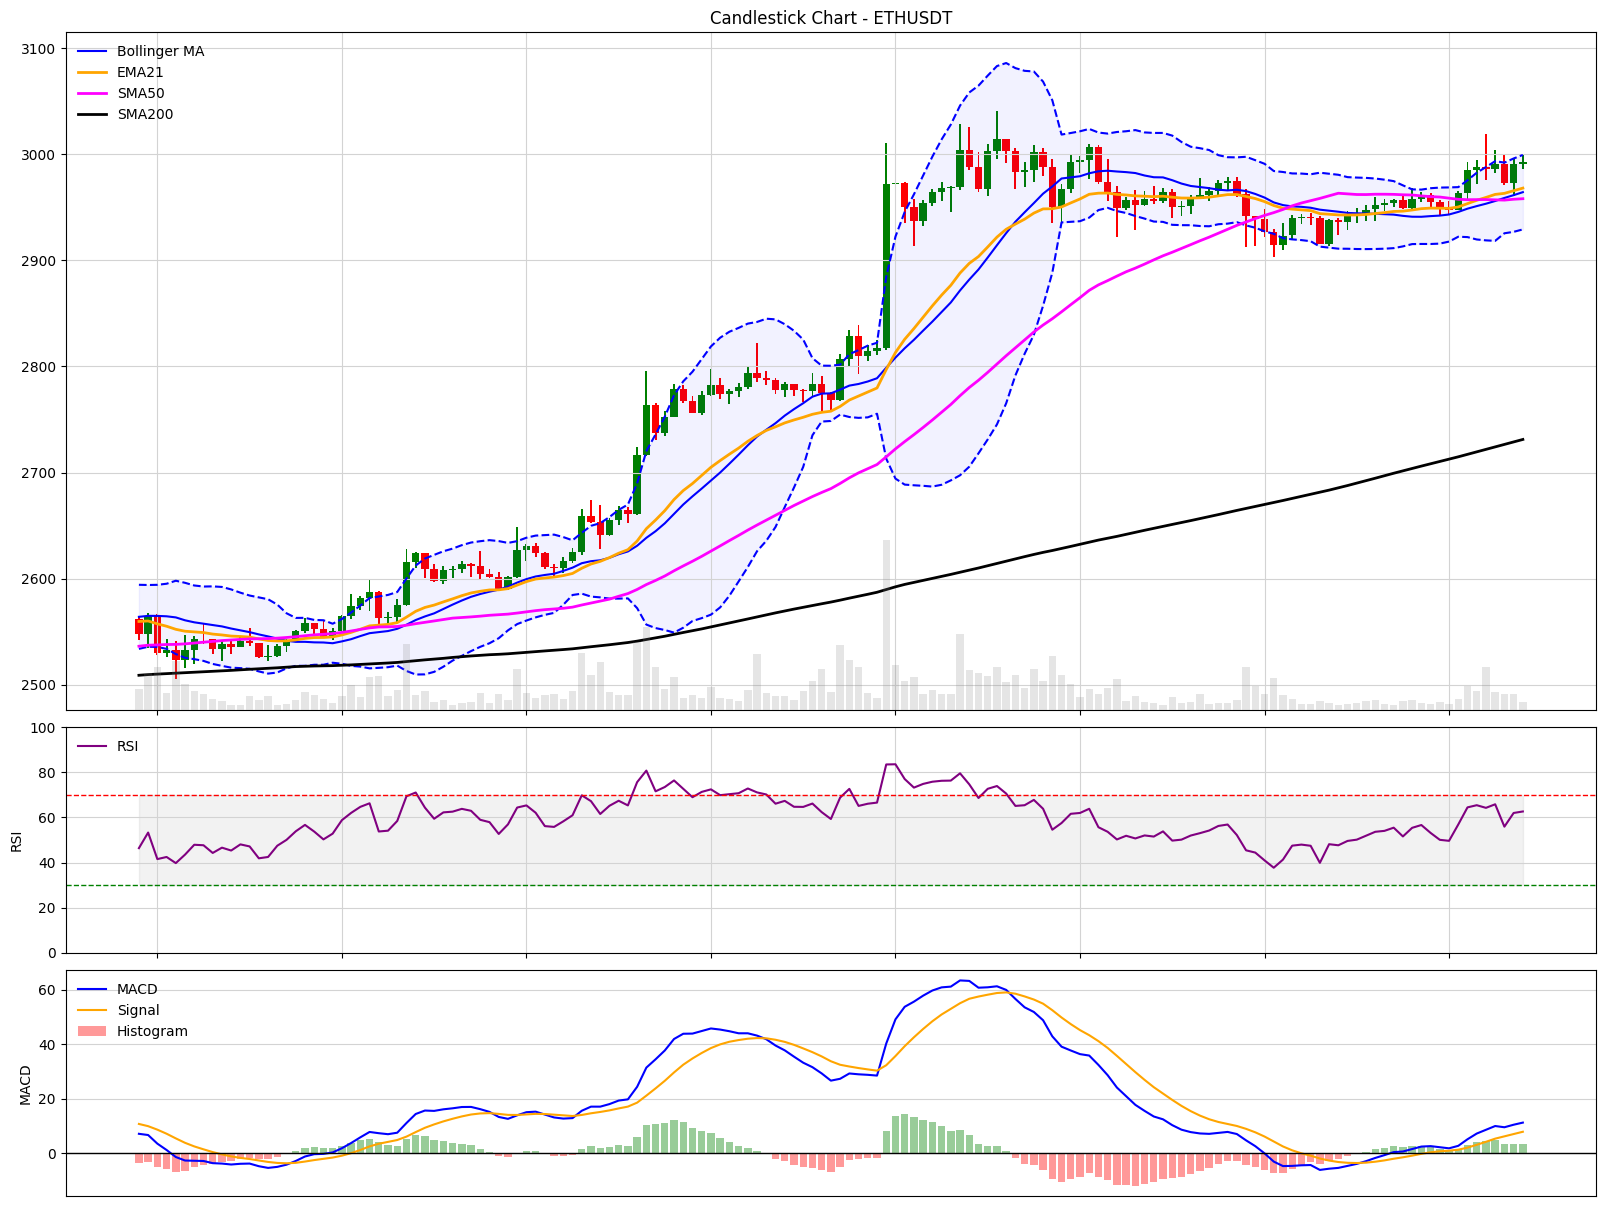 Candlestick Chart - ETHUSDT
Bollinger MA
EMA21
SMA50
SMA200
3100
3000
2900
2800
2700
2600
2500
RSI
100
80
60
40
20
0
RSI
MACD
Signal
Histogram
60
40
20
0
MACD